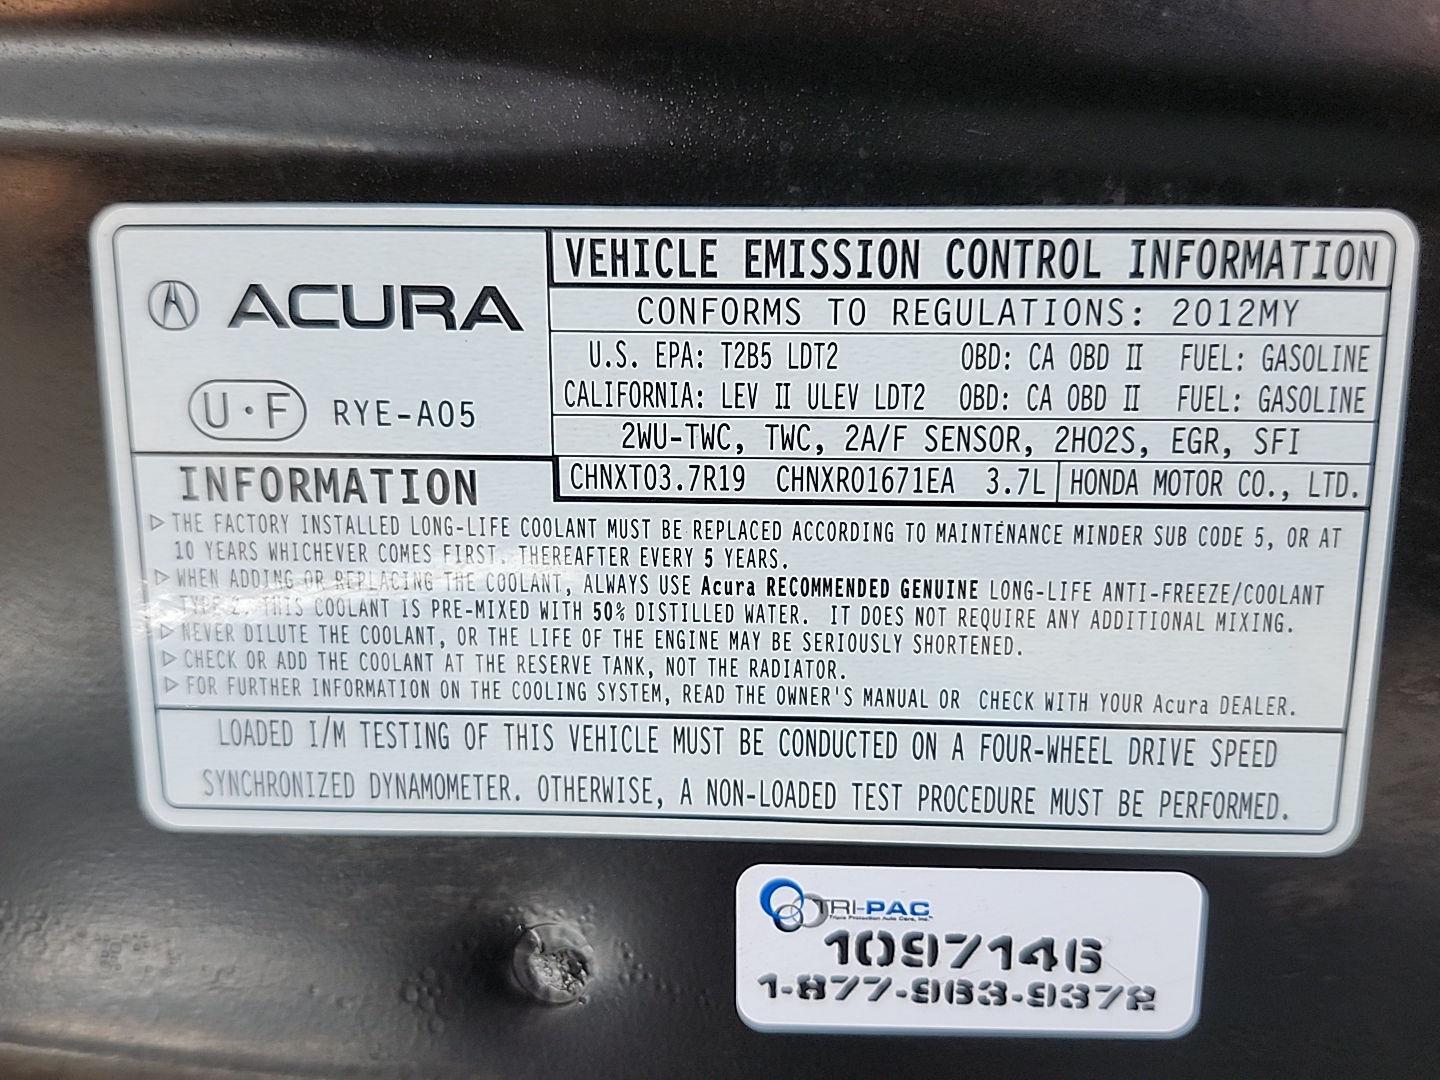 ACURA
U·F RYE-A05
VEHICLE EMISSION CONTROL INFORMATION
CONFORMS TO REGULATIONS: 2012MY
U.S. EPA: T2B5 LDT2 OBD: CA OBD II FUEL: GASOLINE
CALIFORNIA: LEV II ULEV LDT2 OBD: CA OBD II FUEL: GASOLINE
2WU-TWC, TWC, 2A/F SENSOR, 2HO2S, EGR, SFI
CHNXT03.7R19 CHNXR01671EA 3.7L HONDA MOTOR CO., LTD.
INFORMATION
▷ THE FACTORY INSTALLED LONG-LIFE COOLANT MUST BE REPLACED ACCORDING TO MAINTENANCE MINDER SUB CODE 5, OR AT
10 YEARS WHICHEVER COMES FIRST. THEREAFTER EVERY 5 YEARS.
▷ WHEN ADDING OR REPLACING THE COOLANT, ALWAYS USE Acura RECOMMENDED GENUINE LONG-LIFE ANTI-FREEZE/COOLANT
TYPE 2. THIS COOLANT IS PRE-MIXED WITH 50% DISTILLED WATER. IT DOES NOT REQUIRE ANY ADDITIONAL MIXING.
▷ NEVER DILUTE THE COOLANT, OR THE LIFE OF THE ENGINE MAY BE SERIOUSLY SHORTENED.
▷ CHECK OR ADD THE COOLANT AT THE RESERVE TANK, NOT THE RADIATOR.
▷ FOR FURTHER INFORMATION ON THE COOLING SYSTEM, READ THE OWNER'S MANUAL OR CHECK WITH YOUR Acura DEALER.
LOADED I/M TESTING OF THIS VEHICLE MUST BE CONDUCTED ON A FOUR-WHEEL DRIVE SPEED
SYNCHRONIZED DYNAMOMETER. OTHERWISE, A NON-LOADED TEST PROCEDURE MUST BE PERFORMED.
TRI-PAC
Triple Protection Auto Care, Inc.
1097146
1-877-963-9372